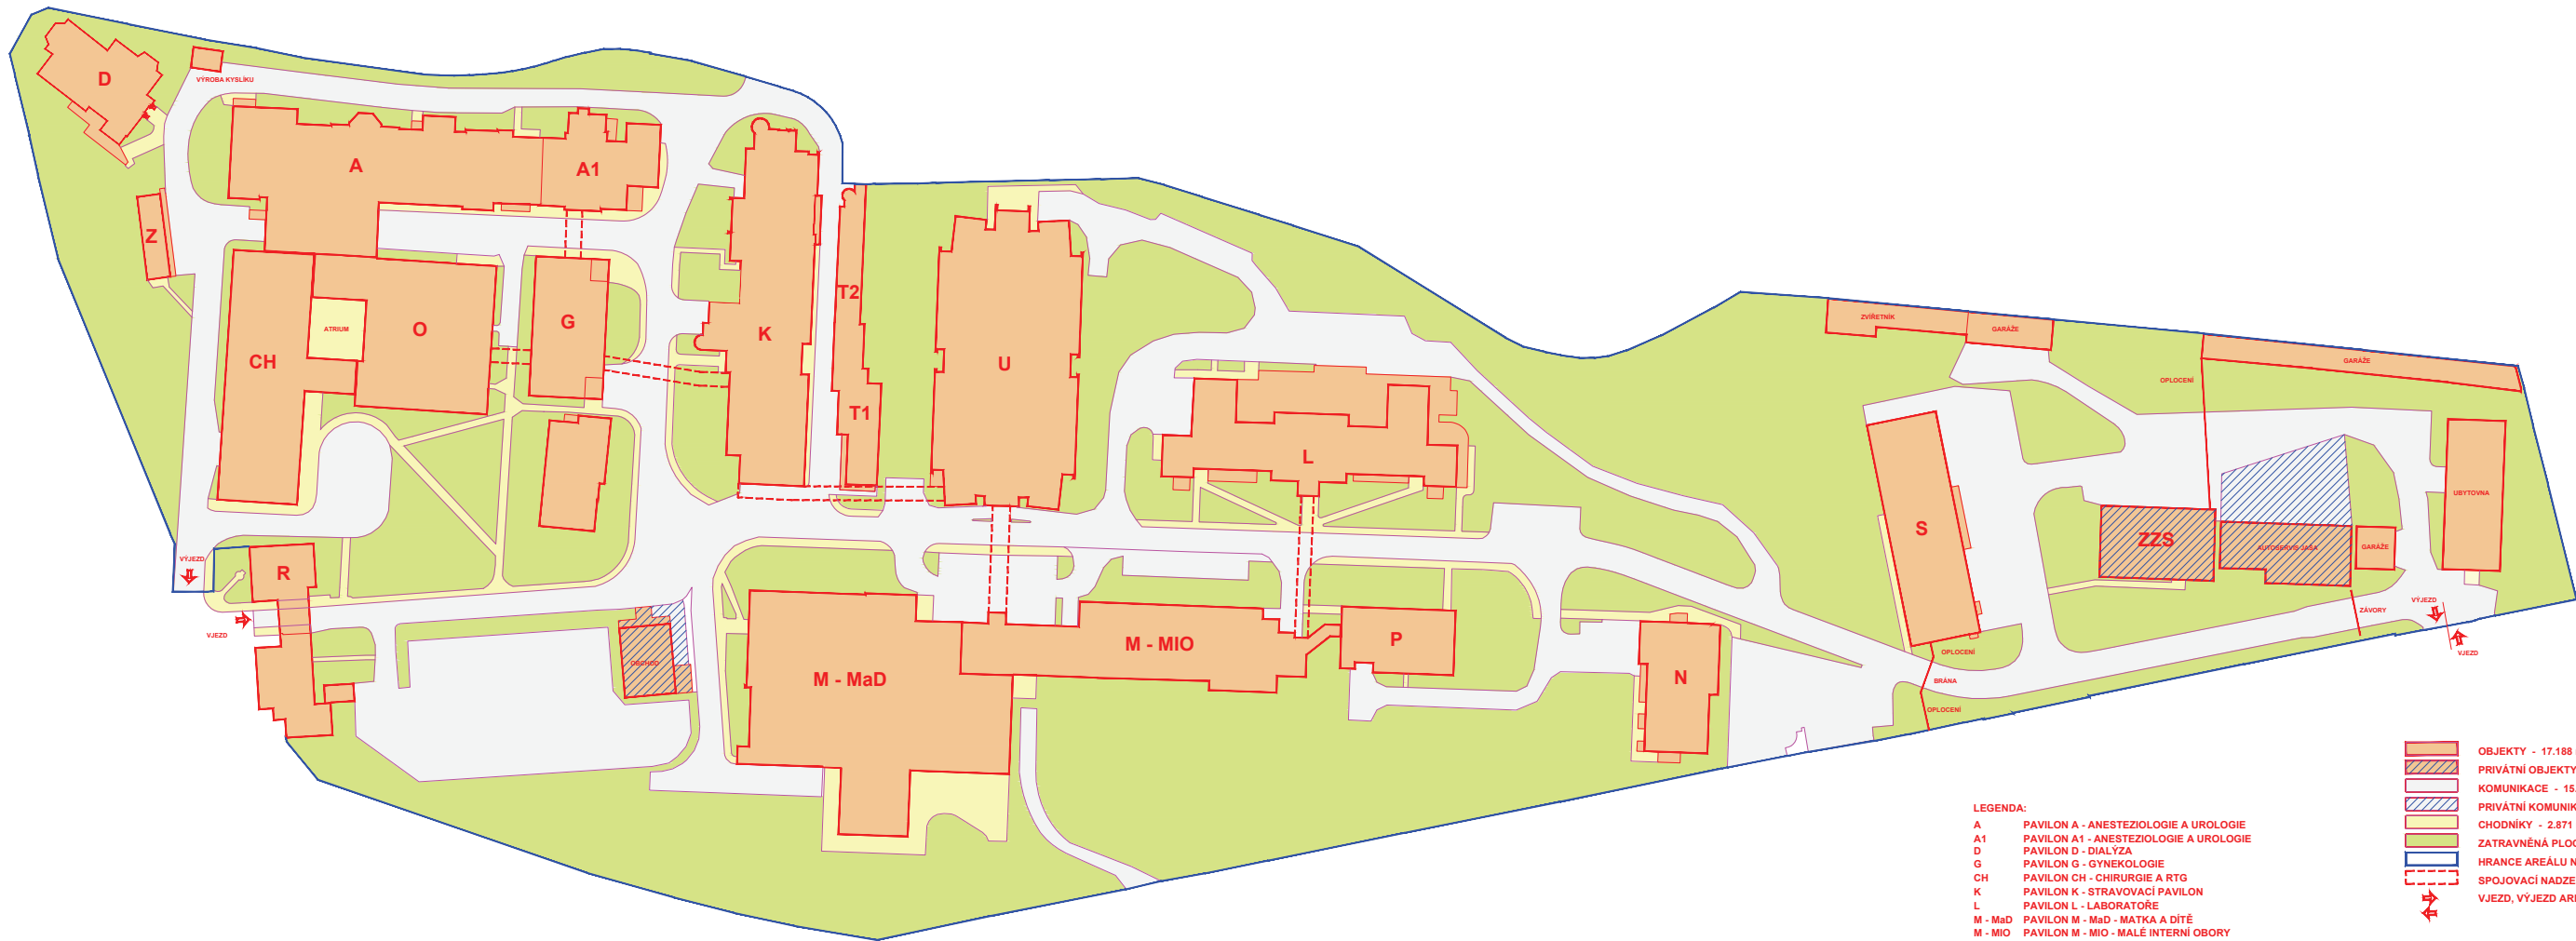 D
VÝROBA KYSLÍKU
A
A1
Z
T2
ATRIUM
O
G
K
CH
U
T1
L
ZVÍŘETNÍK
GARÁŽE
GARÁŽE
OPLOCENÍ
UBYTOVNA
S
ZZS
AUTOSERVIS JASA
GARÁŽE
VÝJEZD
R
VJEZD
OBCHOD
M - MaD
M - MIO
P
N
ZÁVORY
VÝJEZD
VJEZD
OPLOCENÍ
BRÁNA
OPLOCENÍ
LEGENDA:
A PAVILON A - ANESTEZIOLOGIE A UROLOGIE
A1 PAVILON A1 - ANESTEZIOLOGIE A UROLOGIE
D PAVILON D - DIALÝZA
G PAVILON G - GYNEKOLOGIE
CH PAVILON CH - CHIRURGIE A RTG
K PAVILON K - STRAVOVACÍ PAVILON
L PAVILON L - LABORATOŘE
M - MaD PAVILON M - MaD - MATKA A DÍTĚ
M - MIO PAVILON M - MIO - MALÉ INTERNÍ OBORY
OBJEKTY - 17.188
PRIVÁTNÍ OBJEKTY
KOMUNIKACE - 15.
PRIVÁTNÍ KOMUNIK
CHODNÍKY - 2.871
ZATRAVNĚNÁ PLOC
HRANCE AREÁLU N
SPOJOVACÍ NADZE
VJEZD, VÝJEZD ARE